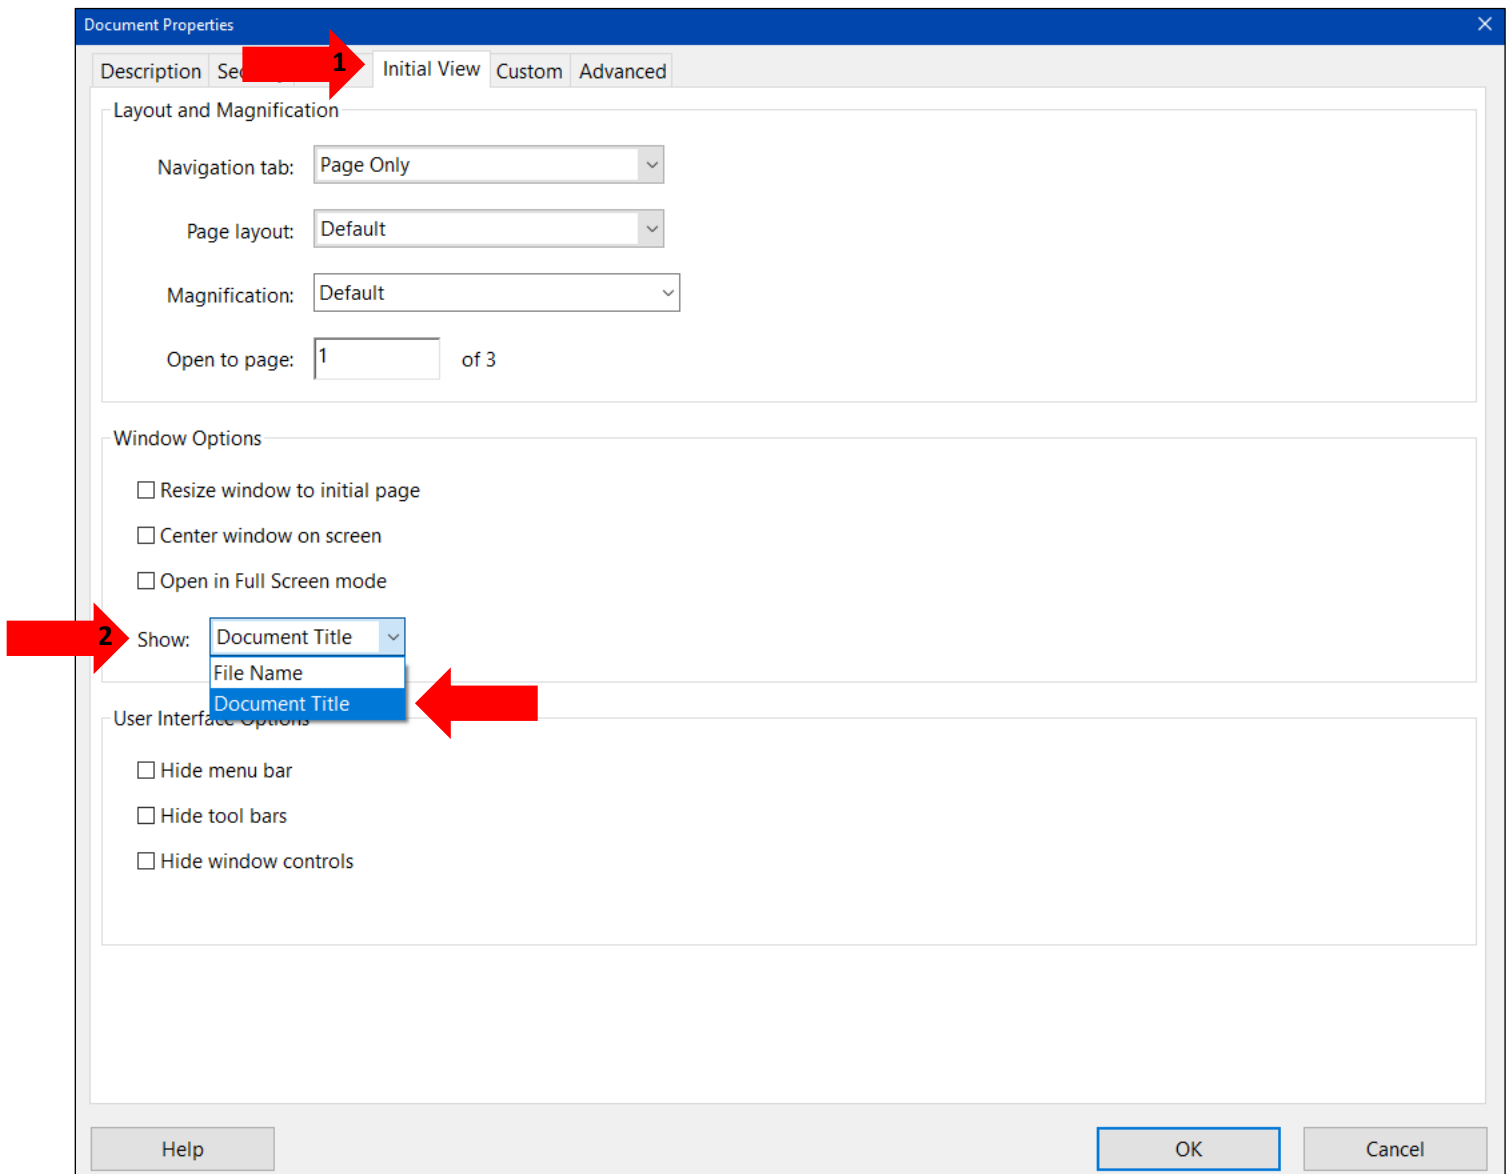 Document Properties
Description
1
Initial View
Custom
Advanced
Layout and Magnification
Navigation tab: Page Only
Page layout: Default
Magnification: Default
Open to page: 1 of 3
Window Options
Resize window to initial page
Center window on screen
Open in Full Screen mode
2 Show: Document Title
File Name
Document Title
User Interface Options
Hide menu bar
Hide tool bars
Hide window controls
Help
OK
Cancel